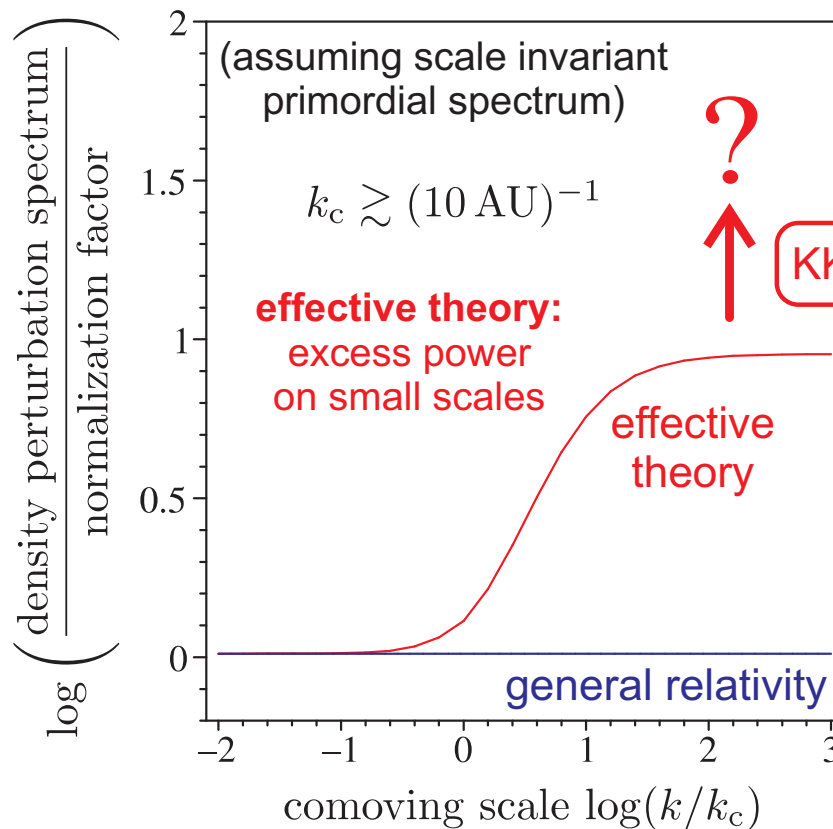 log ( density perturbation spectrum / normalization factor )
2
1.5
1
0.5
0
(assuming scale invariant
primordial spectrum)
k_c ≳ (10 AU)^{−1}
?
KK
effective theory:
excess power
on small scales
effective
theory
general relativity
−2 −1 0 1 2 3
comoving scale log(k/k_c)